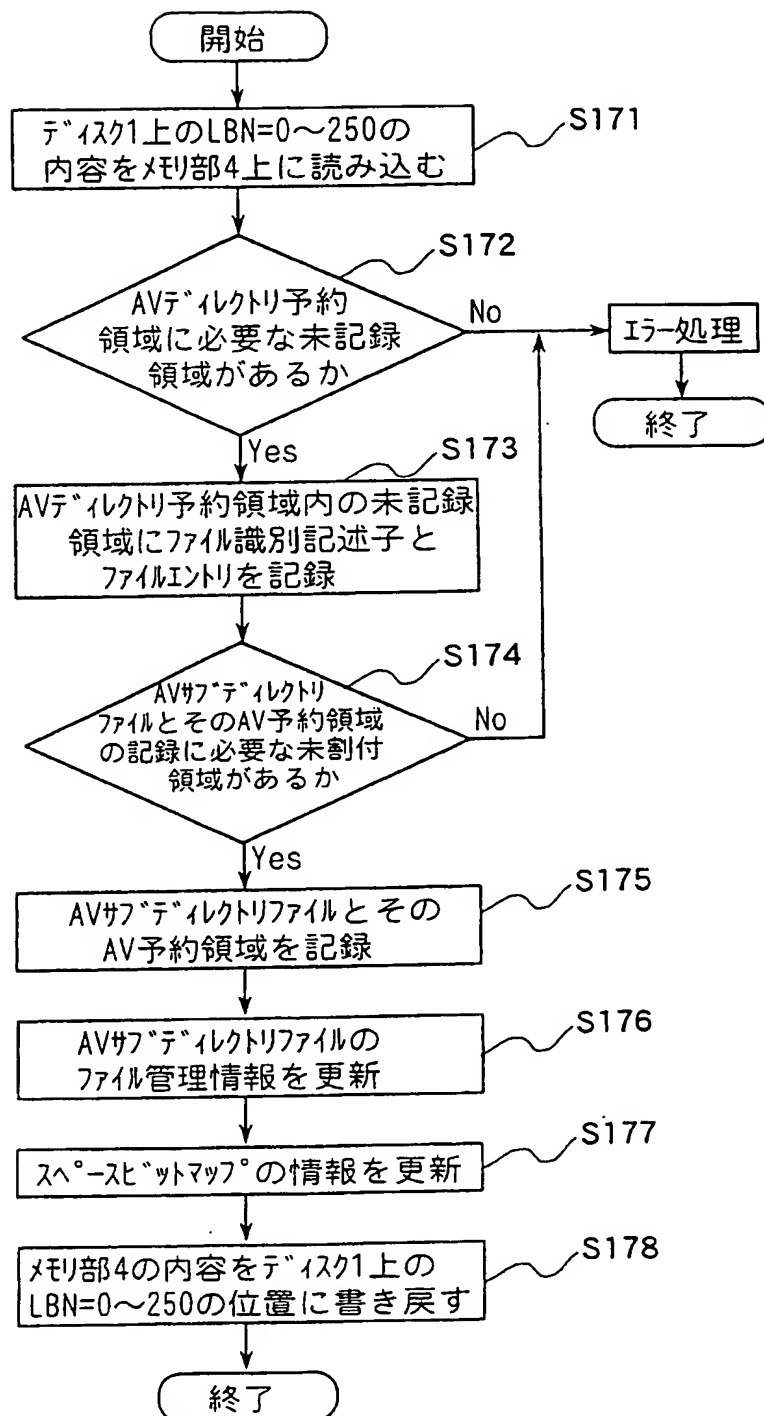 開始
ディスク1上のLBN=0～250の
内容をメモリ部4上に読み込む
S171
S172
AVディレクトリ予約
領域に必要な未記録
領域があるか
No
エラー処理
終了
Yes
S173
AVディレクトリ予約領域内の未記録
領域にファイル識別記述子と
ファイルエントリを記録
S174
AVサブディレクトリ
ファイルとそのAV予約領域
の記録に必要な未割付
領域があるか
No
Yes
S175
AVサブディレクトリファイルとその
AV予約領域を記録
S176
AVサブディレクトリファイルの
ファイル管理情報を更新
S177
スペースビットマップの情報を更新
S178
メモリ部4の内容をディスク1上の
LBN=0～250の位置に書き戻す
終了